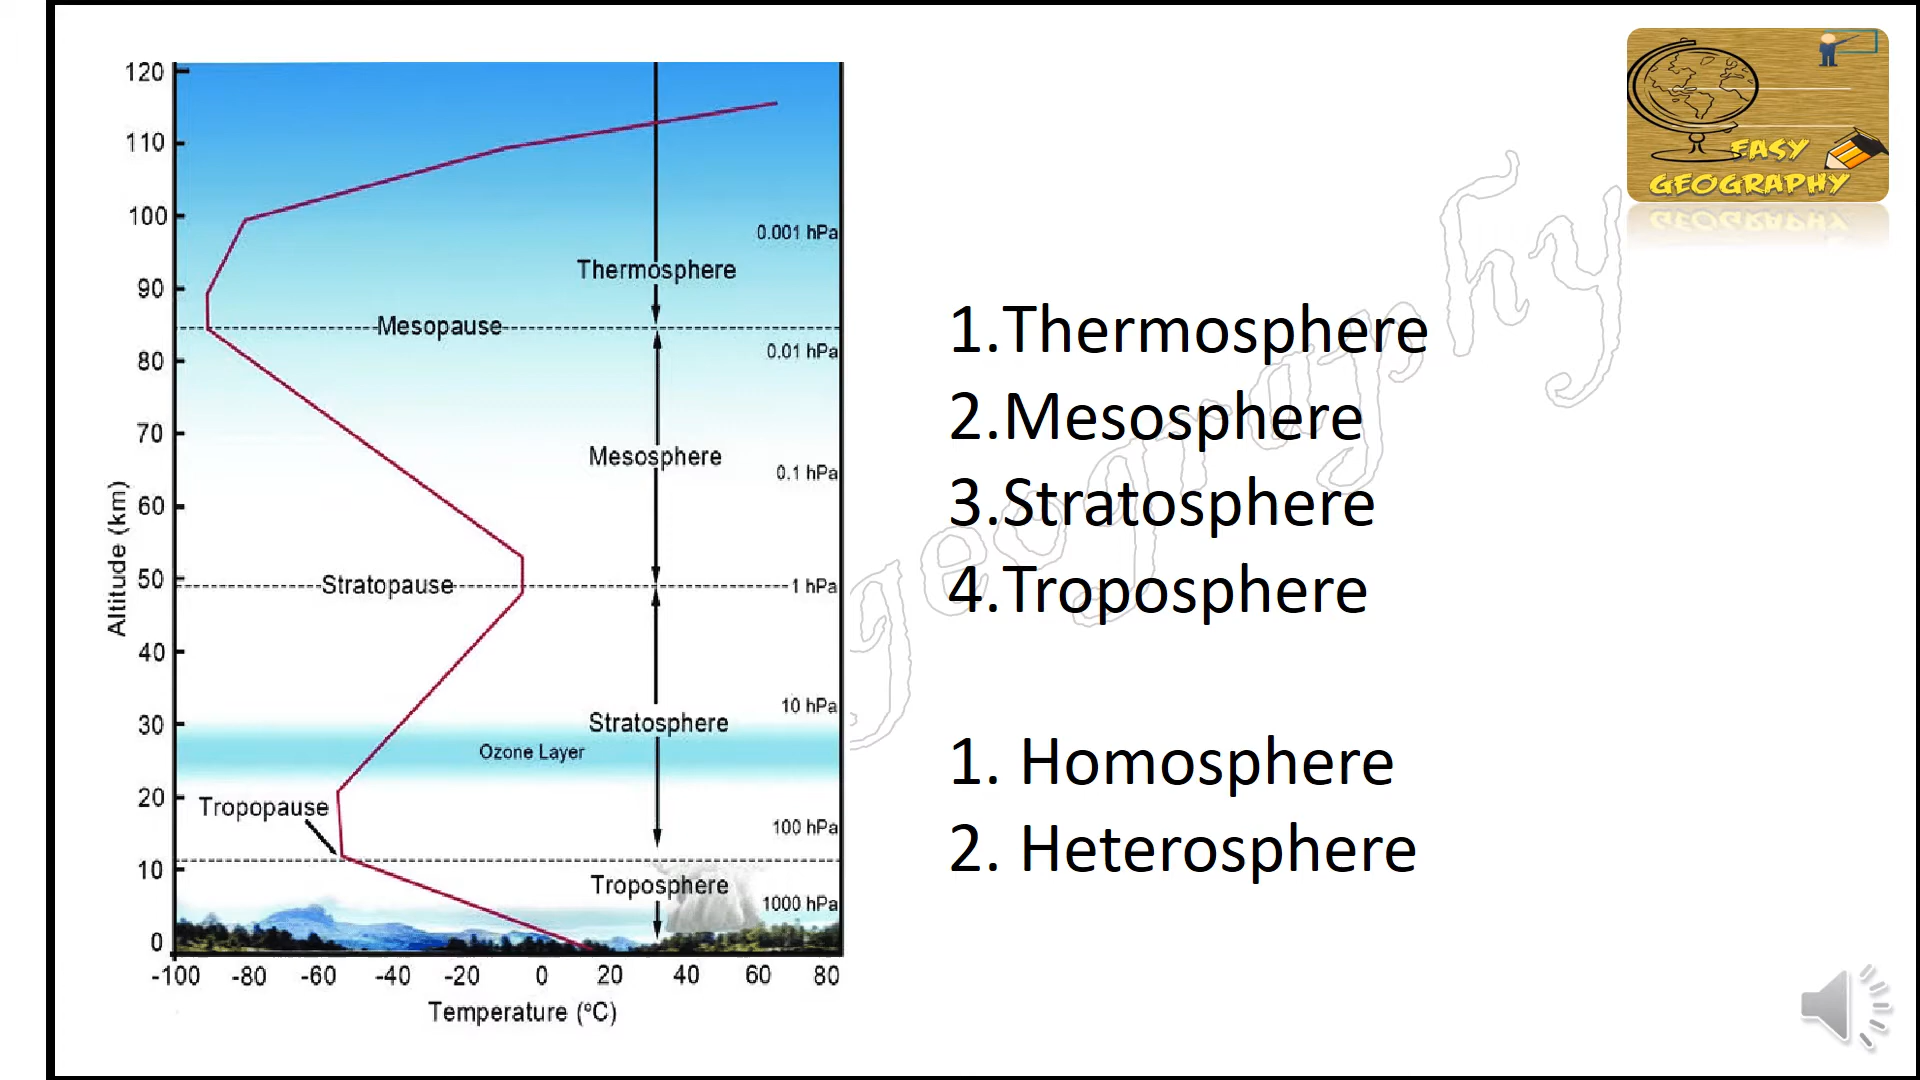 120
110
100
90
80
70
60
50
40
30
20
10
0
Altitude (km)
-100 -80 -60 -40 -20 0 20 40 60 80
Temperature (ºC)
0.001 hPa
Thermosphere
Mesopause
0.01 hPa
Mesosphere
0.1 hPa
Stratopause
1 hPa
10 hPa
Stratosphere
Ozone Layer
Tropopause
100 hPa
Troposphere
1000 hPa
EASY
GEOGRAPHY
geography
1.Thermosphere
2.Mesosphere
3.Stratosphere
4.Troposphere
1. Homosphere
2. Heterosphere